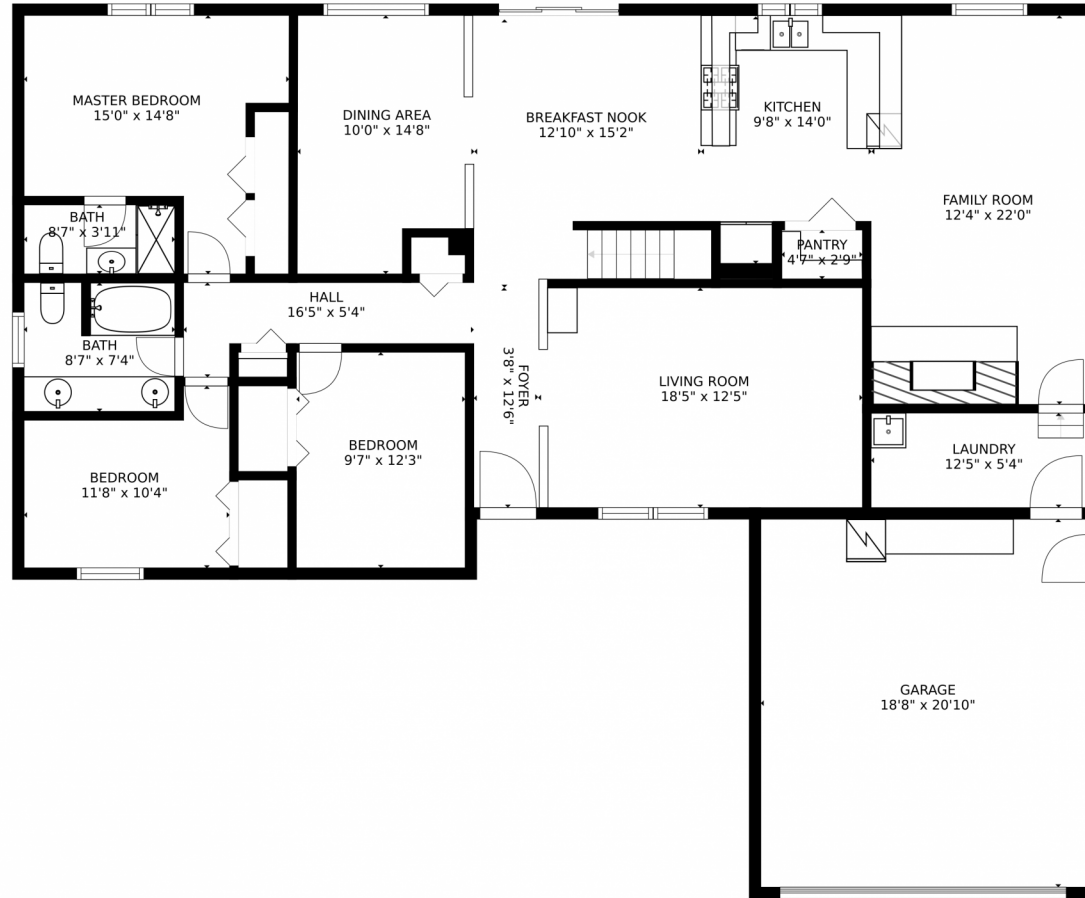 MASTER BEDROOM
15'0" x 14'8"
DINING AREA
10'0" x 14'8"
BREAKFAST NOOK
12'10" x 15'2"
KITCHEN
9'8" x 14'0"
FAMILY ROOM
12'4" x 22'0"
BATH
8'7" x 3'11"
PANTRY
4'7" x 2'9"
HALL
16'5" x 5'4"
BATH
8'7" x 7'4"
FOYER
3'8" x 12'6"
LIVING ROOM
18'5" x 12'5"
BEDROOM
9'7" x 12'3"
LAUNDRY
12'5" x 5'4"
BEDROOM
11'8" x 10'4"
GARAGE
18'8" x 20'10"